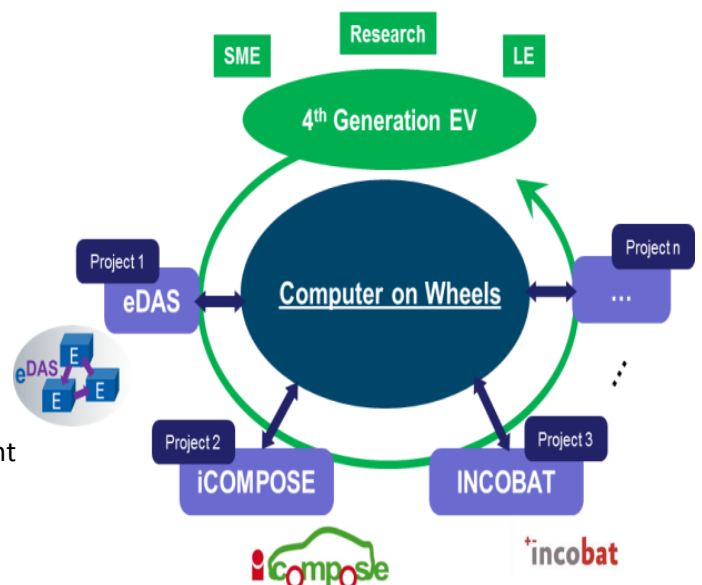 Research
SME
LE
4th Generation EV
Project 1
eDAS
Computer on Wheels
Project n
...
eDAS
E
E
E
...
nt
Project 2
iCOMPOSE
Project 3
INCOBAT
icompose
incobat